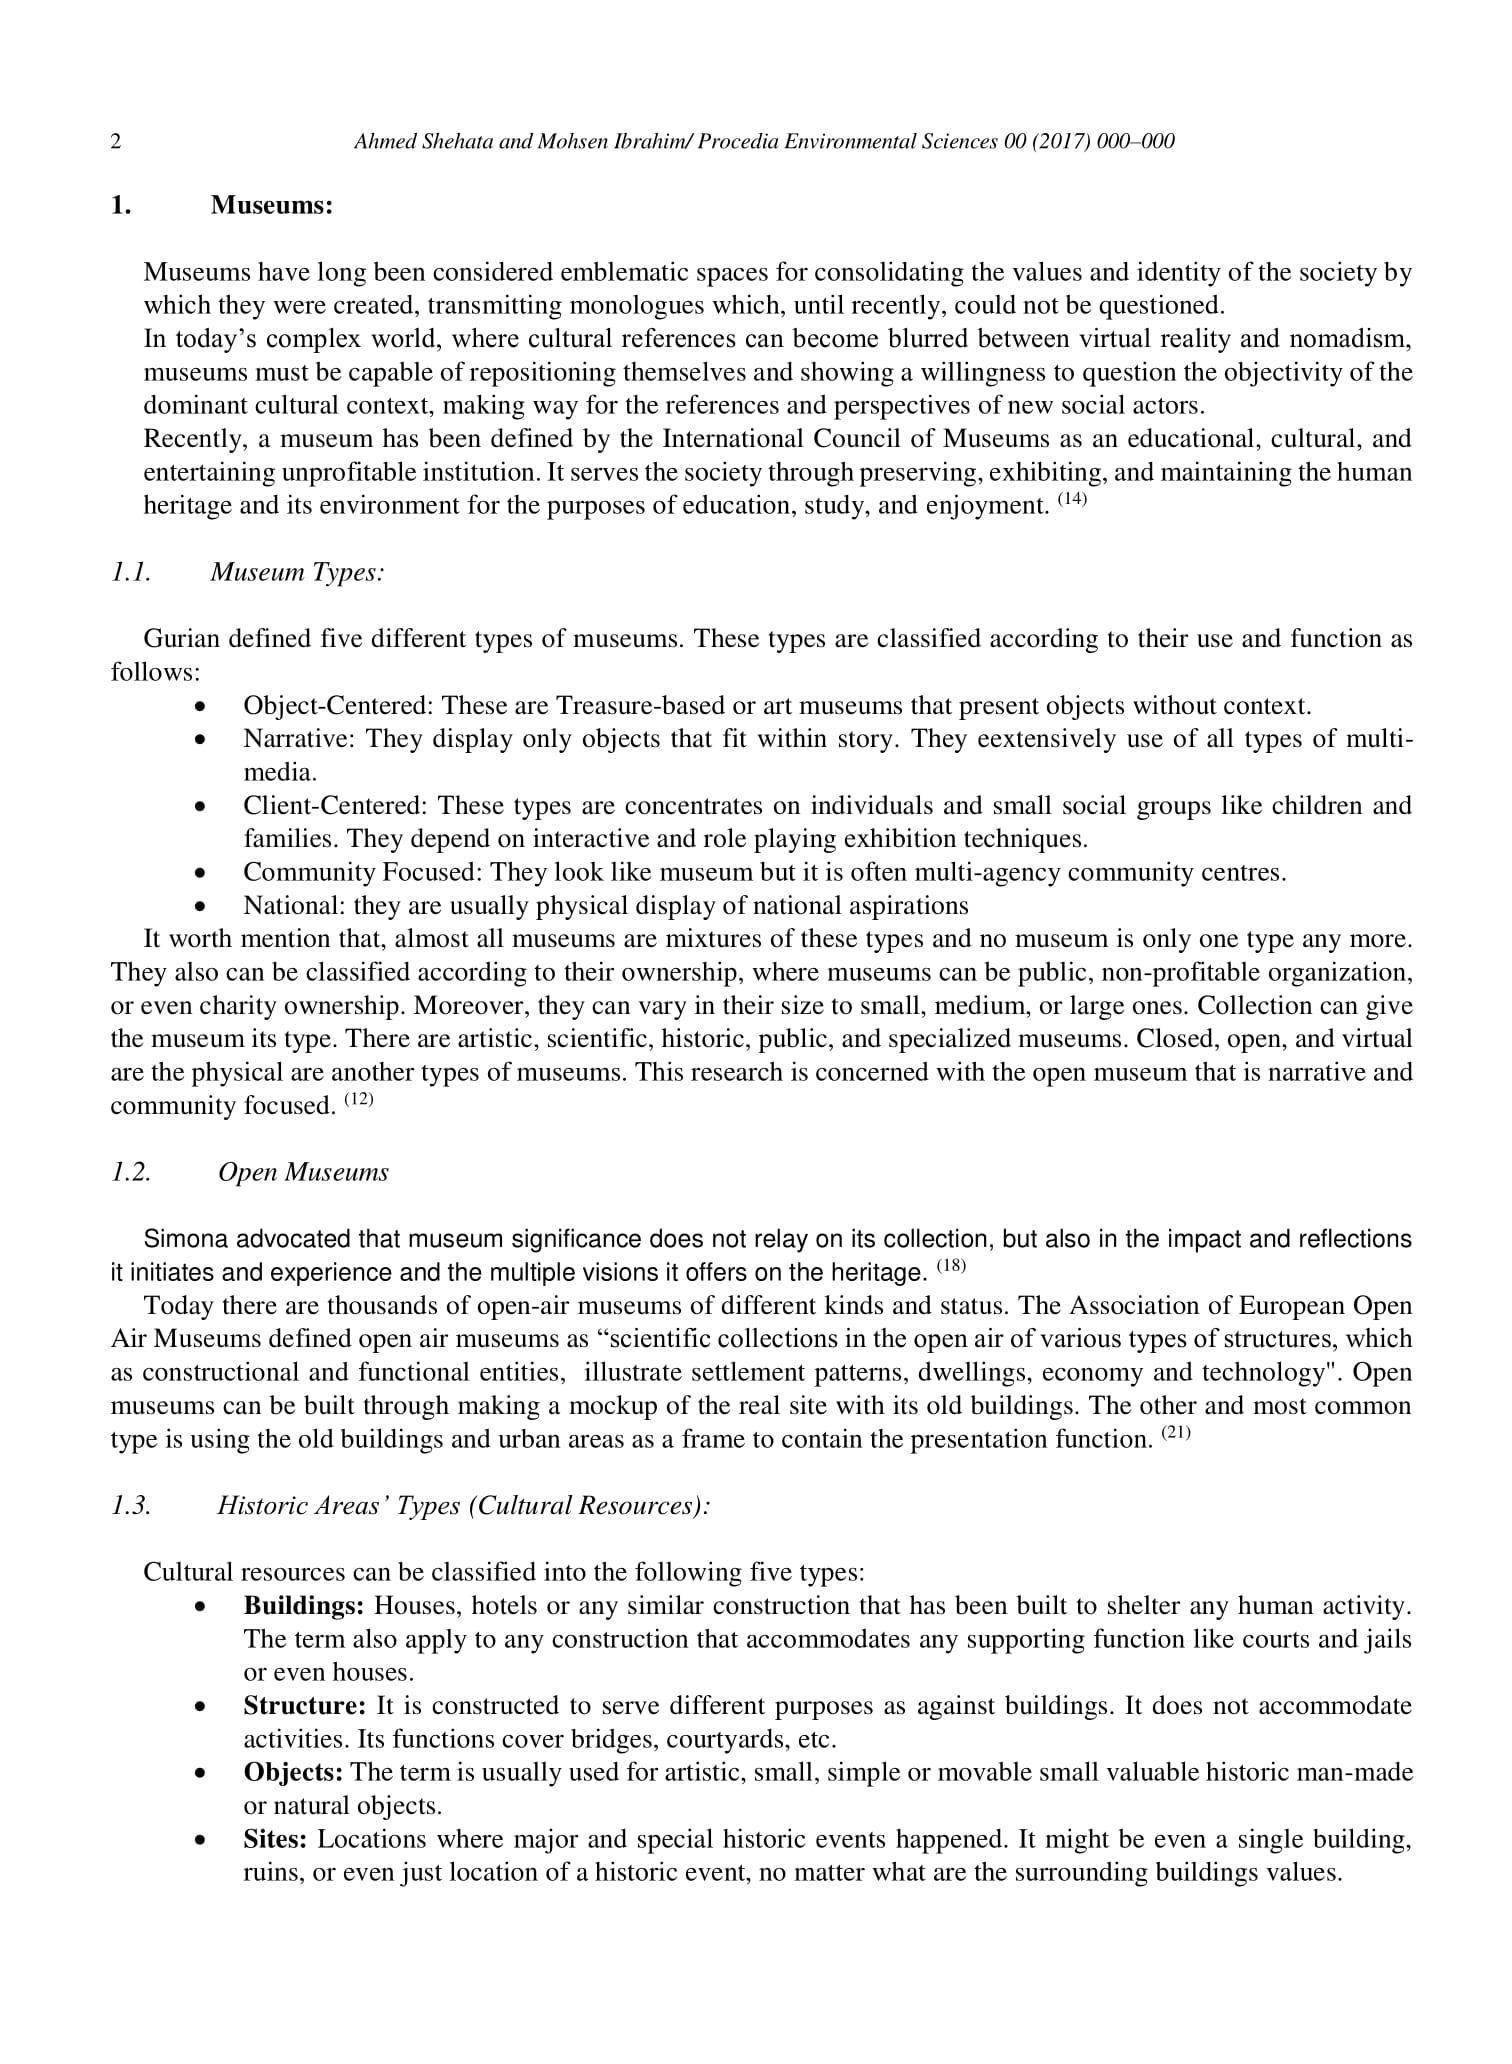 2 Ahmed Shehata and Mohsen Ibrahim/ Procedia Environmental Sciences 00 (2017) 000–000
1. Museums:
Museums have long been considered emblematic spaces for consolidating the values and identity of the society by
which they were created, transmitting monologues which, until recently, could not be questioned.
In today’s complex world, where cultural references can become blurred between virtual reality and nomadism,
museums must be capable of repositioning themselves and showing a willingness to question the objectivity of the
dominant cultural context, making way for the references and perspectives of new social actors.
Recently, a museum has been defined by the International Council of Museums as an educational, cultural, and
entertaining unprofitable institution. It serves the society through preserving, exhibiting, and maintaining the human
heritage and its environment for the purposes of education, study, and enjoyment. (14)
1.1. Museum Types:
Gurian defined five different types of museums. These types are classified according to their use and function as
follows:
• Object-Centered: These are Treasure-based or art museums that present objects without context.
• Narrative: They display only objects that fit within story. They eextensively use of all types of multi-
media.
• Client-Centered: These types are concentrates on individuals and small social groups like children and
families. They depend on interactive and role playing exhibition techniques.
• Community Focused: They look like museum but it is often multi-agency community centres.
• National: they are usually physical display of national aspirations
It worth mention that, almost all museums are mixtures of these types and no museum is only one type any more.
They also can be classified according to their ownership, where museums can be public, non-profitable organization,
or even charity ownership. Moreover, they can vary in their size to small, medium, or large ones. Collection can give
the museum its type. There are artistic, scientific, historic, public, and specialized museums. Closed, open, and virtual
are the physical are another types of museums. This research is concerned with the open museum that is narrative and
community focused. (12)
1.2. Open Museums
Simona advocated that museum significance does not relay on its collection, but also in the impact and reflections
it initiates and experience and the multiple visions it offers on the heritage. (18)
Today there are thousands of open-air museums of different kinds and status. The Association of European Open
Air Museums defined open air museums as “scientific collections in the open air of various types of structures, which
as constructional and functional entities, illustrate settlement patterns, dwellings, economy and technology". Open
museums can be built through making a mockup of the real site with its old buildings. The other and most common
type is using the old buildings and urban areas as a frame to contain the presentation function. (21)
1.3. Historic Areas’ Types (Cultural Resources):
Cultural resources can be classified into the following five types:
• Buildings: Houses, hotels or any similar construction that has been built to shelter any human activity.
The term also apply to any construction that accommodates any supporting function like courts and jails
or even houses.
• Structure: It is constructed to serve different purposes as against buildings. It does not accommodate
activities. Its functions cover bridges, courtyards, etc.
• Objects: The term is usually used for artistic, small, simple or movable small valuable historic man-made
or natural objects.
• Sites: Locations where major and special historic events happened. It might be even a single building,
ruins, or even just location of a historic event, no matter what are the surrounding buildings values.